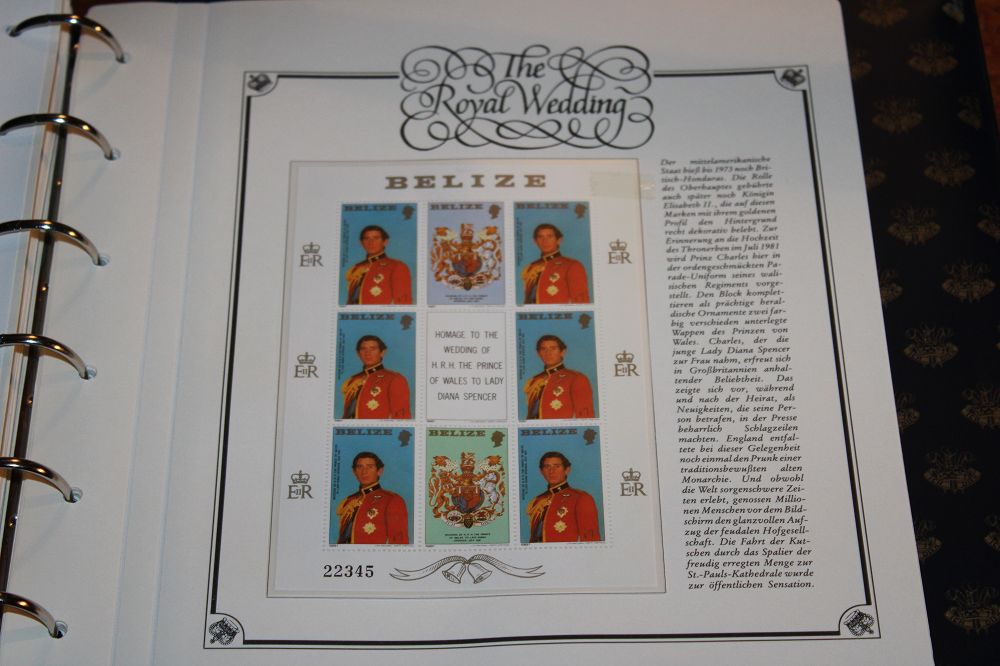 The
Royal Wedding
BELIZE
BELIZE
BELIZE
BELIZE
EIIR
EIIR
BELIZE
HOMAGE TO THE
WEDDING OF
H.R.H. THE PRINCE
OF WALES TO LADY
DIANA SPENCER
BELIZE
EIIR
EIIR
BELIZE
BELIZE
BELIZE
EIIR
EIIR
22345
Der mittelamerikanische
Staat hieß bis 1973 noch Bri-
tisch-Honduras. Die Rolle
des Oberhauptes gebührte
auch später noch Königin
Elisabeth II., die auf diesen
Marken mit ihrem goldenen
Profil den Hintergrund
recht dekorativ belebt. Zur
Erinnerung an die Hochzeit
des Thronerben im Juli 1981
wird Prinz Charles hier in
der ordengeschmückten Pa-
rade-Uniform seines wali-
sischen Regiments vorge-
stellt. Den Block komplet-
tieren als prächtige heral-
dische Ornamente zwei far-
big verschieden unterlegte
Wappen des Prinzen von
Wales. Charles, der die
junge Lady Diana Spencer
zur Frau nahm, erfreut sich
in Großbritannien anhal-
tender Beliebtheit. Das
zeigte sich vor, während
und nach der Heirat, als
Neuigkeiten, die seine Per-
son betrafen, in der Presse
beharrlich Schlagzeilen
machten. England entfal-
tete bei dieser Gelegenheit
noch einmal den Prunk einer
traditionsbewußten alten
Monarchie. Und obwohl
die Welt sorgenschwere Zei-
ten erlebt, genossen Millio-
nen Menschen vor dem Bild-
schirm den glanzvollen Auf-
zug der feudalen Hofgesell-
schaft. Die Fahrt der Kut-
schen durch das Spalier der
freudig erregten Menge zur
St.-Pauls-Kathedrale wurde
zur öffentlichen Sensation.